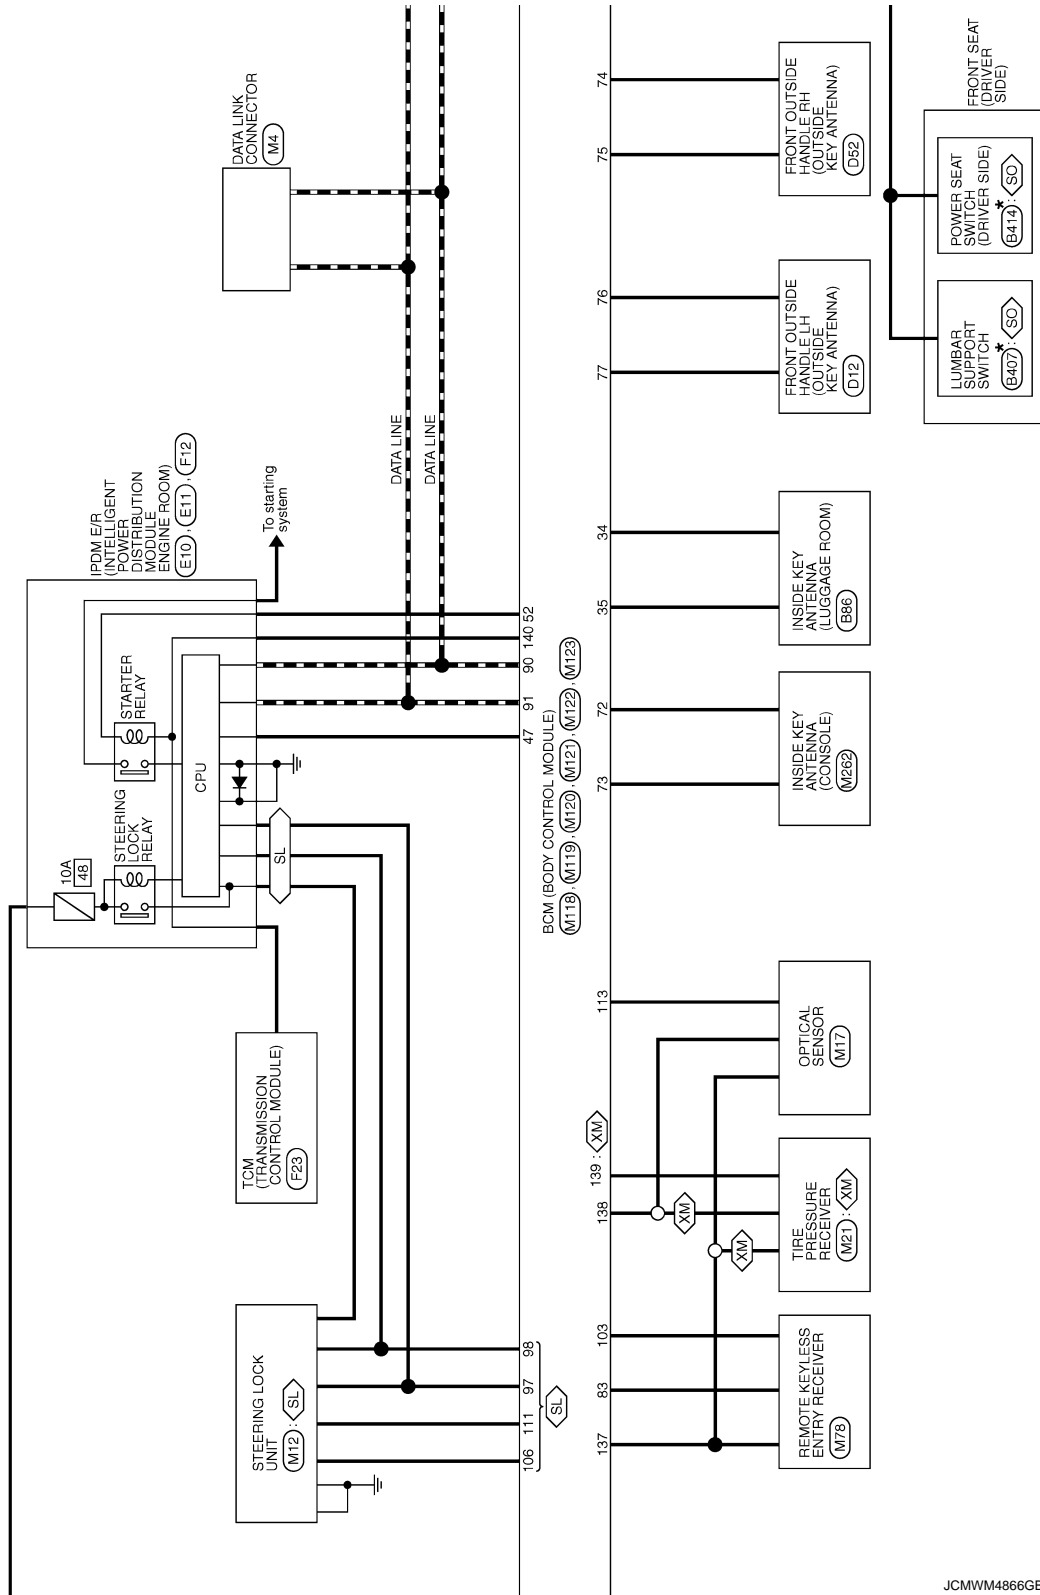 DATA LINK
CONNECTOR
M4
IPDM E/R
(INTELLIGENT
POWER
DISTRIBUTION
MODULE
ENGINE ROOM)
E10 , E11 , F12
To starting
system
STARTER
RELAY
STEERING
LOCK
RELAY
10A
48
CPU
SL
TCM
(TRANSMISSION
CONTROL MODULE)
F23
STEERING LOCK
UNIT
M12 : SL
DATA LINE
DATA LINE
106
111
97
98
SL
47
91
90
140
52
BCM (BODY CONTROL MODULE)
M118 , M119 , M120 , M121 , M122 , M123
137
83
103
138
139 : XM
113
73
72
35
34
77
76
75
74
XM
XM
REMOTE KEYLESS
ENTRY RECEIVER
M78
TIRE
PRESSURE
RECEIVER
M21 : XM
OPTICAL
SENSOR
M17
INSIDE KEY
ANTENNA
(CONSOLE)
M262
INSIDE KEY
ANTENNA
(LUGGAGE ROOM)
B86
FRONT OUTSIDE
HANDLE LH
(OUTSIDE
KEY ANTENNA)
D12
FRONT OUTSIDE
HANDLE RH
(OUTSIDE
KEY ANTENNA)
D52
LUMBAR
SUPPORT
SWITCH
B407 * : SO
POWER SEAT
SWITCH
(DRIVER SIDE)
B414 * : SO
FRONT SEAT
(DRIVER
SIDE)